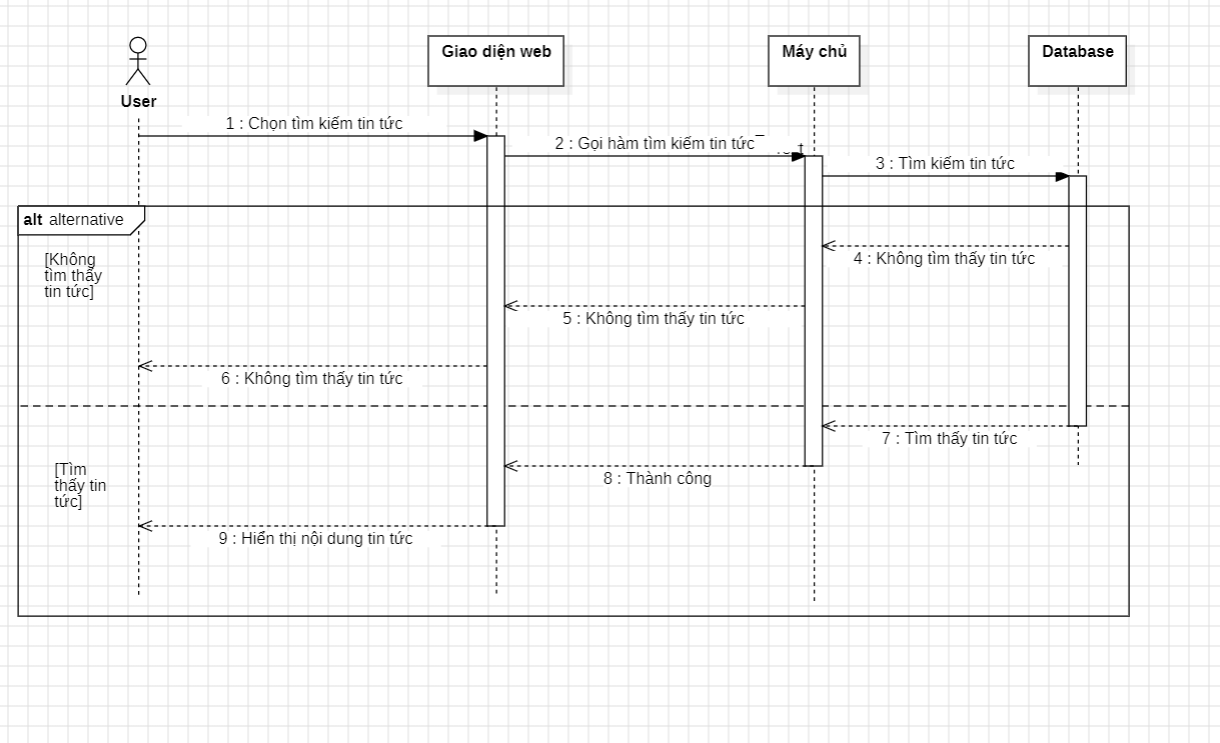 User
Giao diện web
Máy chủ
Database
1 : Chọn tìm kiếm tin tức
2 : Gọi hàm tìm kiếm tin tức
3 : Tìm kiếm tin tức
alt alternative
[Không
tìm thấy
tin tức]
4 : Không tìm thấy tin tức
5 : Không tìm thấy tin tức
6 : Không tìm thấy tin tức
7 : Tìm thấy tin tức
[Tìm
thấy tin
tức]
8 : Thành công
9 : Hiển thị nội dung tin tức